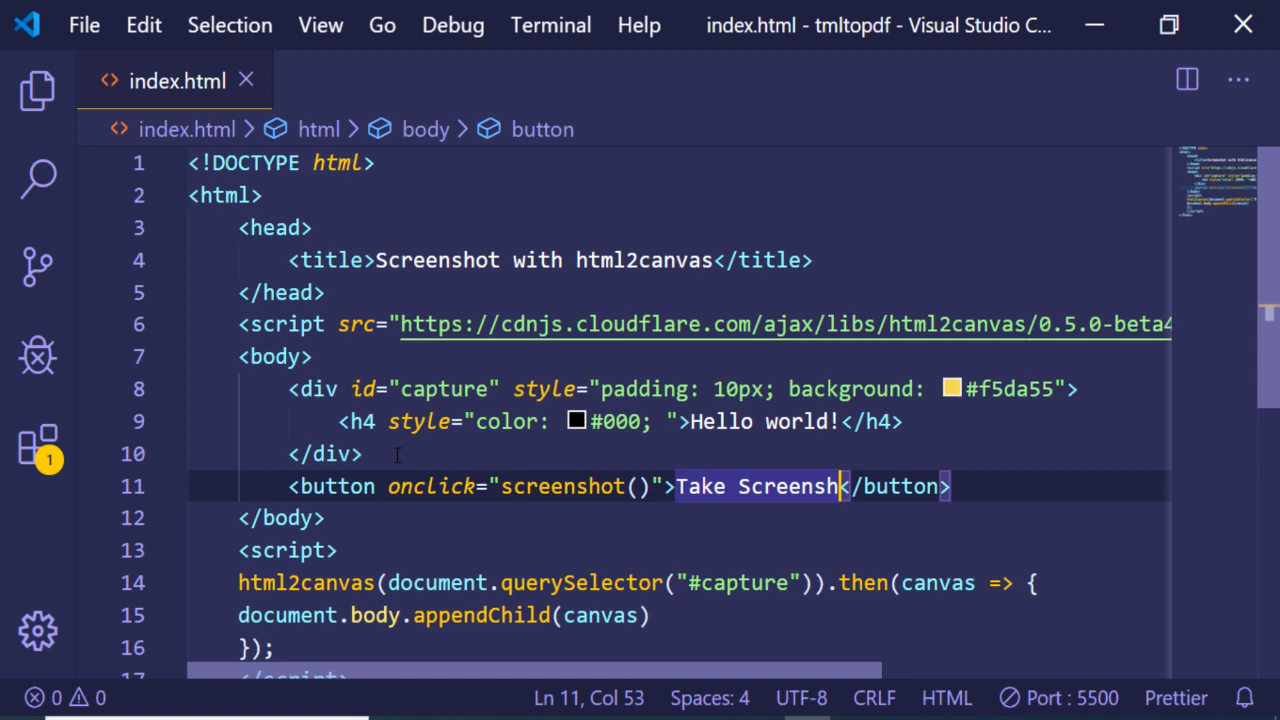 File Edit Selection View Go Debug Terminal Help index.html - tmltopdf - Visual Studio C...
index.html
index.html > html > body > button
1 <!DOCTYPE html>
2 <html>
3 <head>
4 <title>Screenshot with html2canvas</title>
5 </head>
6 <script src="https://cdnjs.cloudflare.com/ajax/libs/html2canvas/0.5.0-beta4
7 <body>
8 <div id="capture" style="padding: 10px; background: #f5da55">
9 <h4 style="color: #000; ">Hello world!</h4>
10 </div>
1
11 <button onclick="screenshot()">Take Screensh</button>
12 </body>
13 <script>
14 html2canvas(document.querySelector("#capture")).then(canvas => {
15 document.body.appendChild(canvas)
16 });
17 </script>
0 0 Ln 11, Col 53 Spaces: 4 UTF-8 CRLF HTML Port : 5500 Prettier